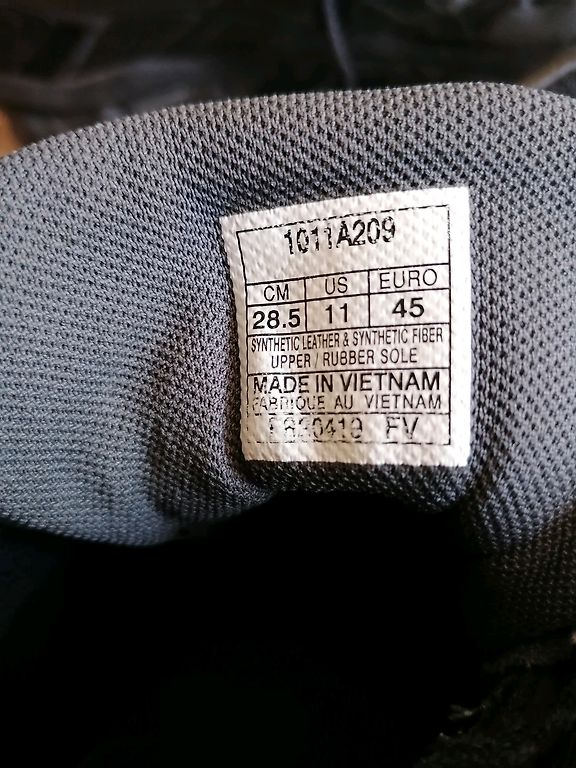 1011A209
CM US EURO
28.5 11 45
SYNTHETIC LEATHER & SYNTHETIC FIBER
UPPER / RUBBER SOLE
MADE IN VIETNAM
FABRIQUE AU VIETNAM
FV